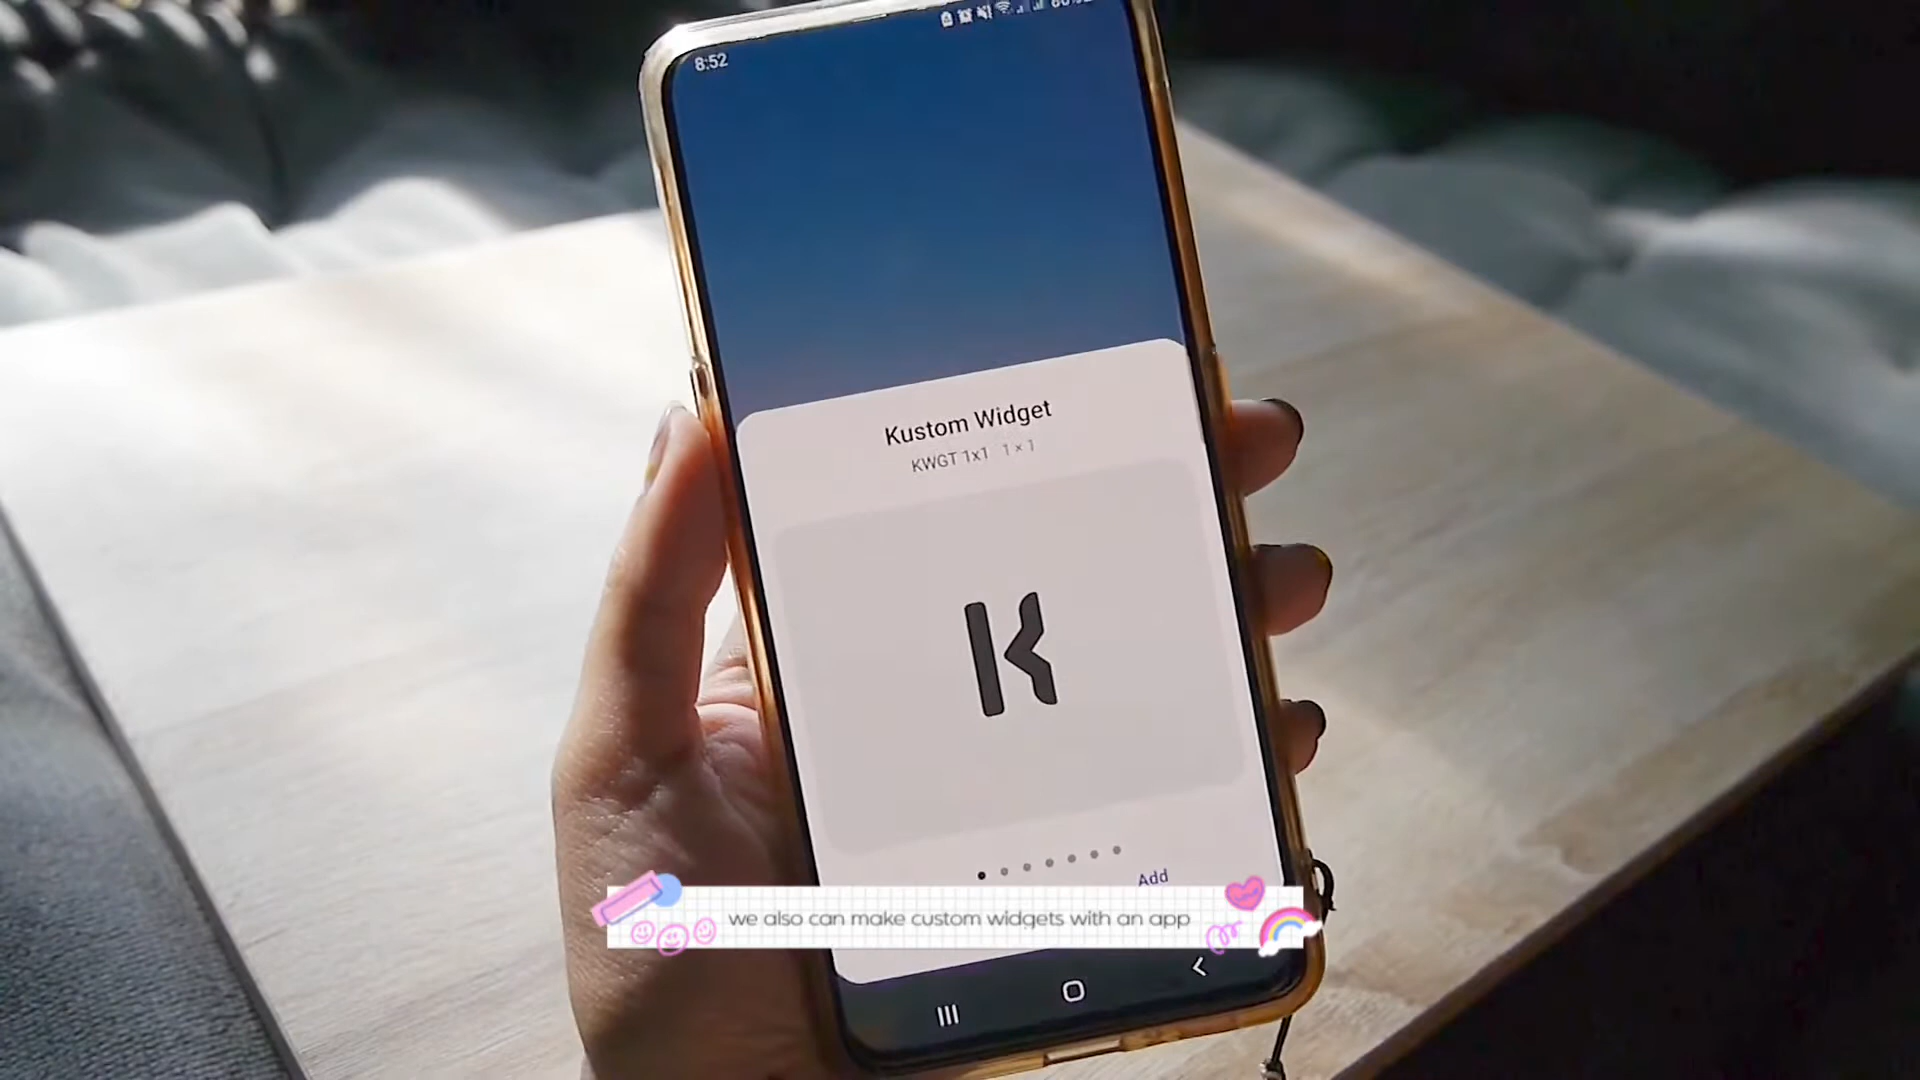 8:52
Kustom Widget
KWGT 1x1 1 × 1
K
Add
we also can make custom widgets with an app